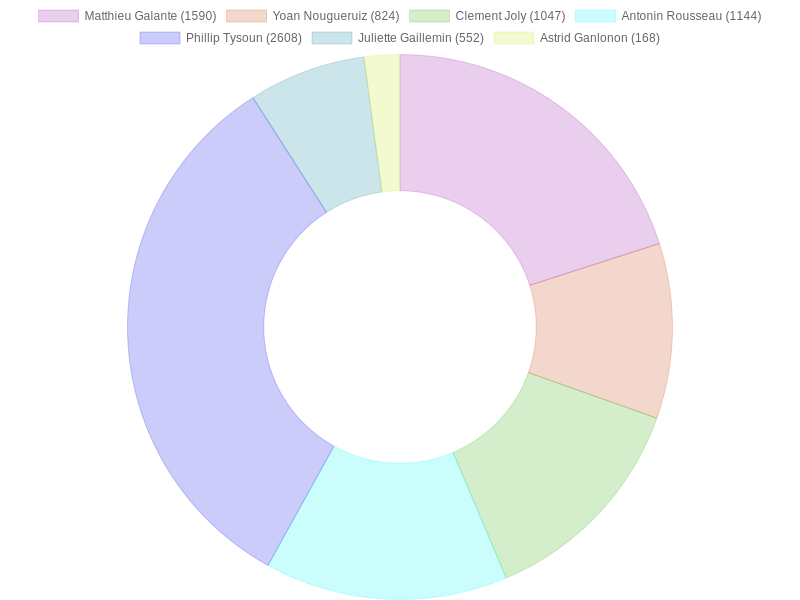 Matthieu Galante (1590) Yoan Nougueruiz (824) Clement Joly (1047) Antonin Rousseau (1144)
Phillip Tysoun (2608) Juliette Gaillemin (552) Astrid Ganlonon (168)